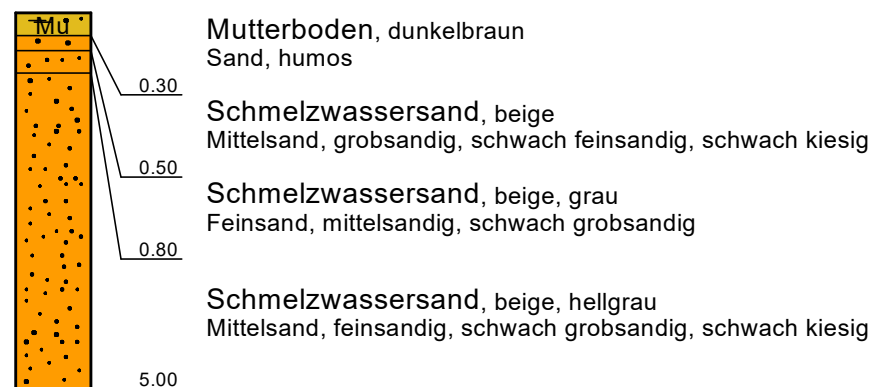 Mu
Mutterboden, dunkelbraun
Sand, humos
0.30
Schmelzwassersand, beige
Mittelsand, grobsandig, schwach feinsandig, schwach kiesig
0.50
Schmelzwassersand, beige, grau
Feinsand, mittelsandig, schwach grobsandig
0.80
Schmelzwassersand, beige, hellgrau
Mittelsand, feinsandig, schwach grobsandig, schwach kiesig
5.00